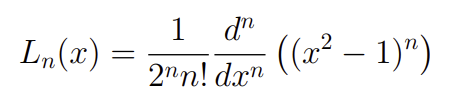 L_n(x) = \frac{1}{2^n n!} \frac{d^n}{dx^n} \left( (x^2 - 1)^n \right)